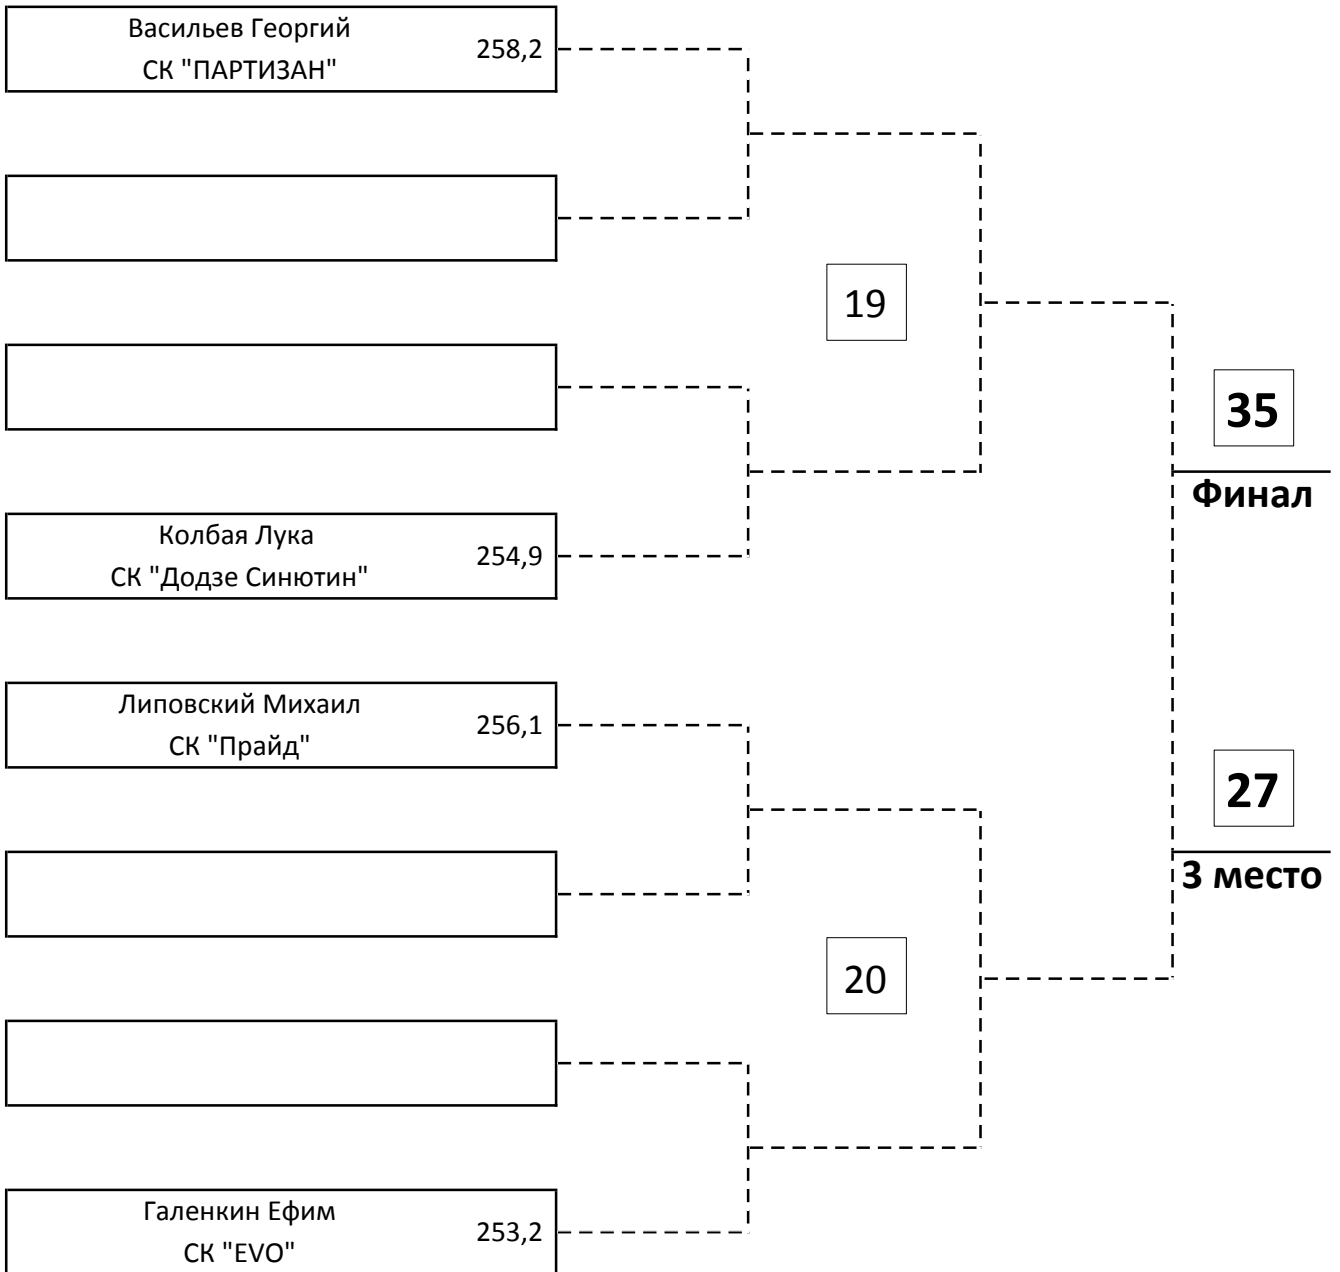 Васильев Георгий
СК "ПАРТИЗАН"
258,2
19
35
Финал
Колбая Лука
СК "Додзе Синютин"
254,9
Липовский Михаил
СК "Прайд"
256,1
27
3 место
20
Галенкин Ефим
СК "EVO"
253,2